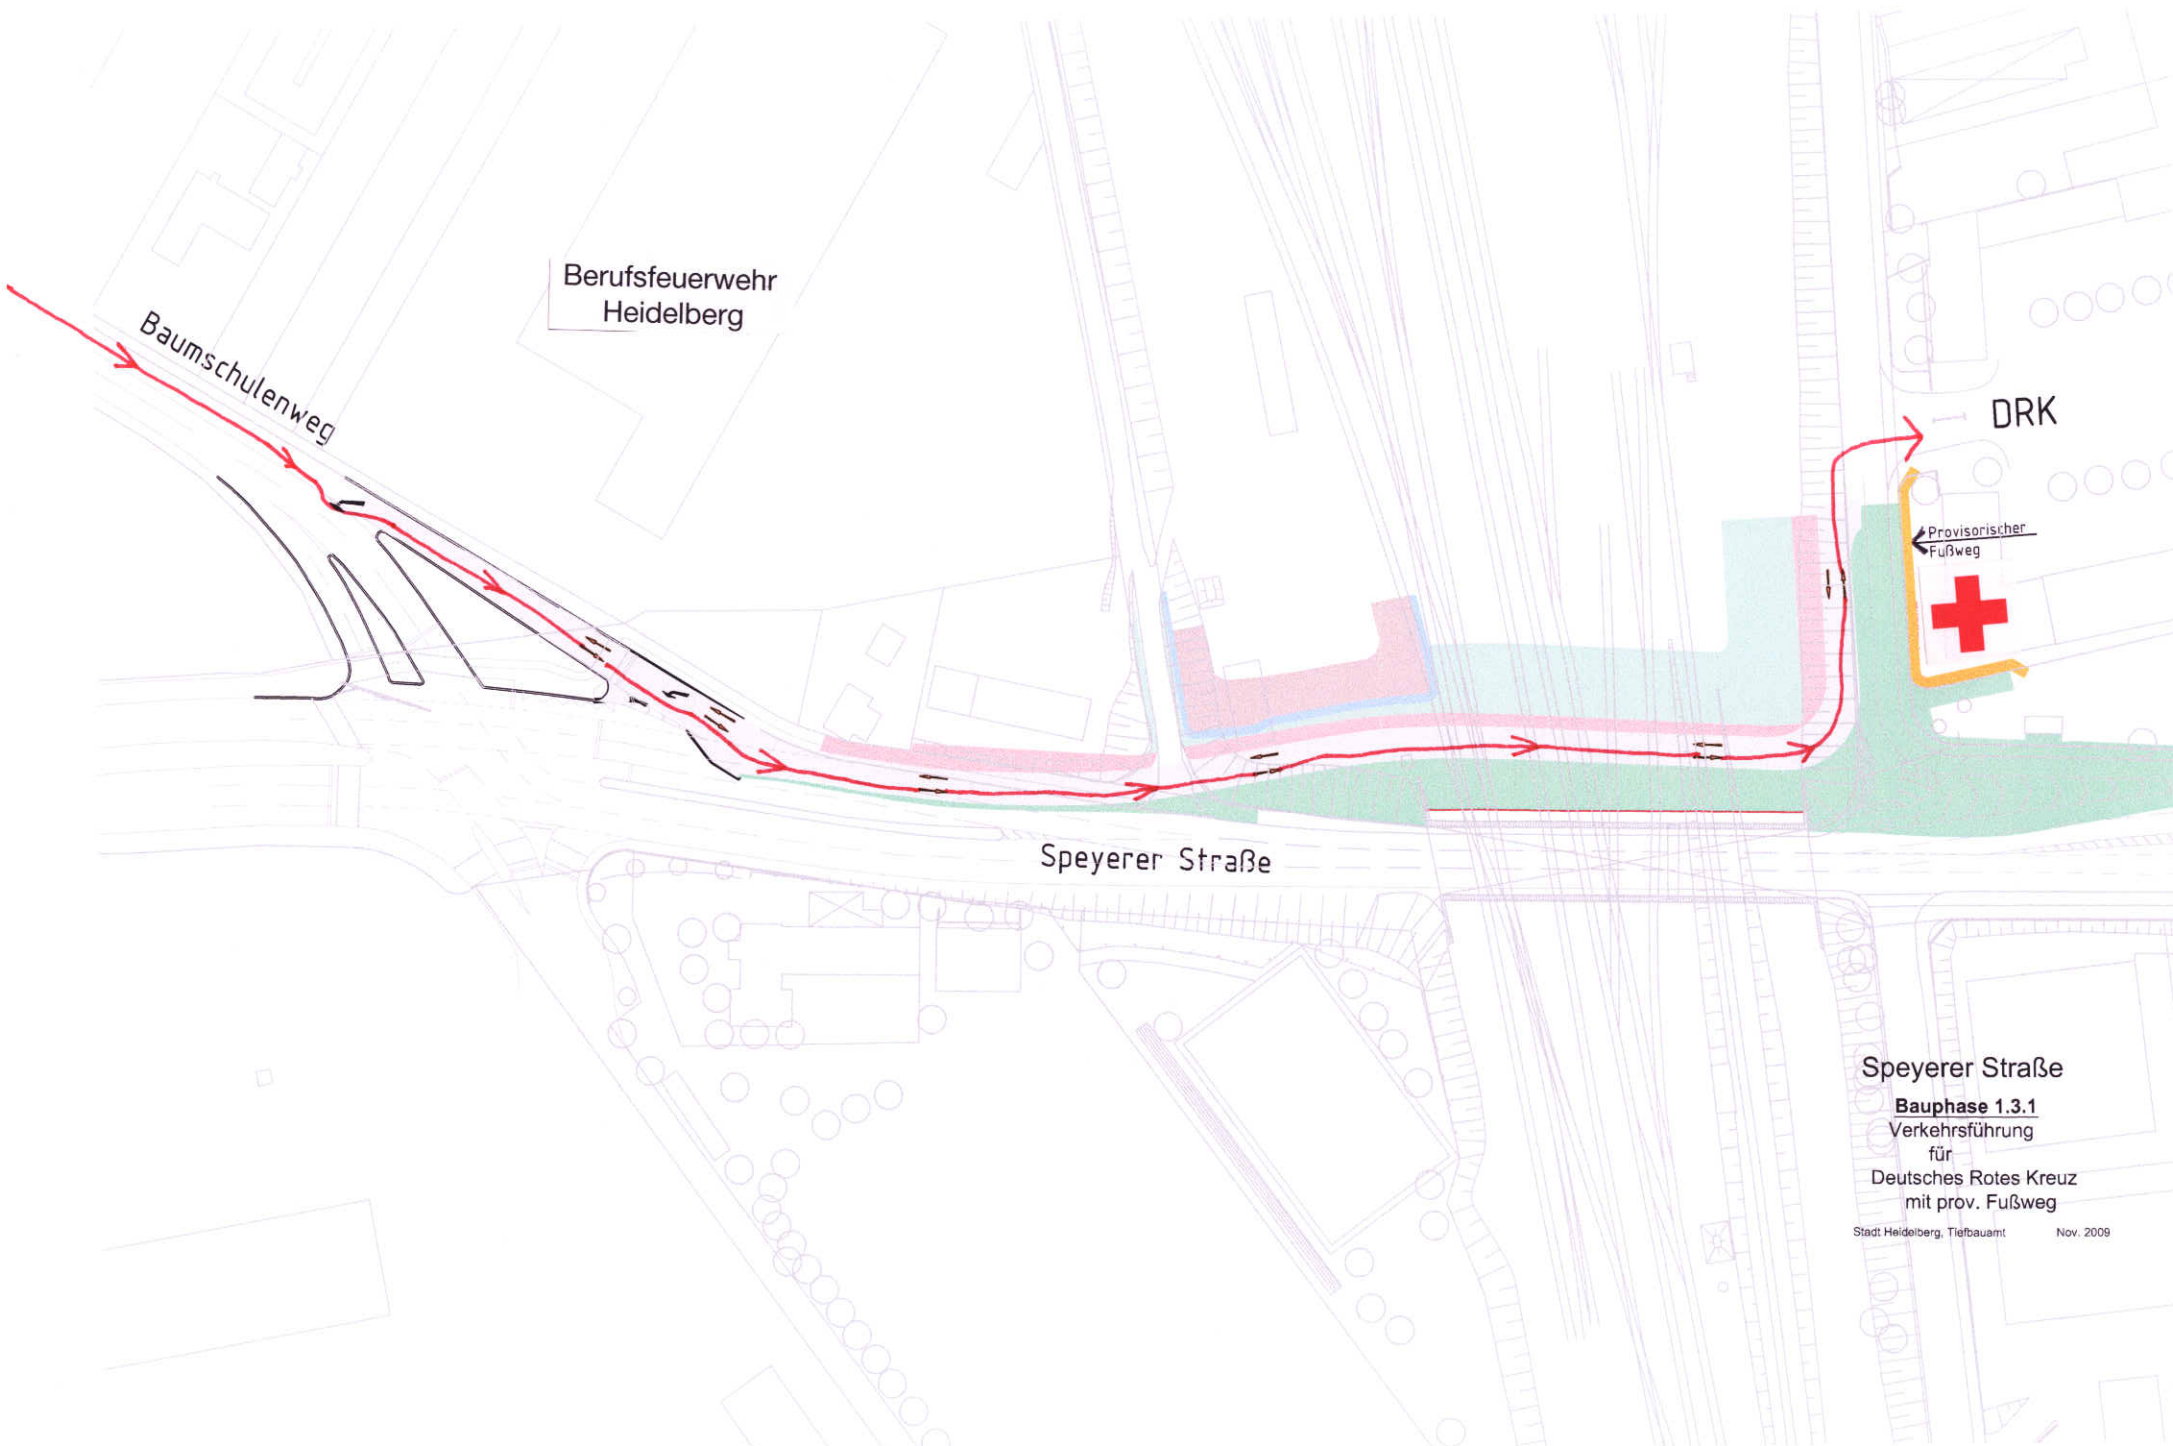 Berufsfeuerwehr
Heidelberg
Baumschulenweg
DRK
Provisorischer
Fußweg
Speyerer Straße
Speyerer Straße
Bauphase 1.3.1
Verkehrsführung
für
Deutsches Rotes Kreuz
mit prov. Fußweg
Stadt Heidelberg, Tiefbauamt Nov. 2009